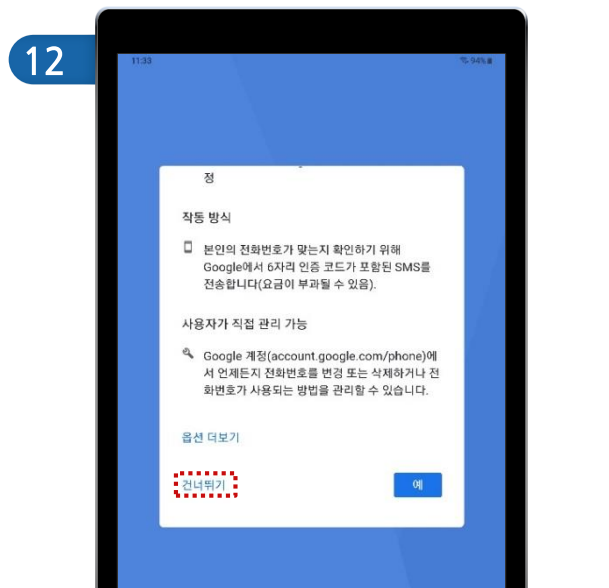 12
11:33
94%
정
작동 방식
본인의 전화번호가 맞는지 확인하기 위해
Google에서 6자리 인증 코드가 포함된 SMS를
전송합니다(요금이 부과될 수 있음).
사용자가 직접 관리 가능
Google 계정(account.google.com/phone)에
서 언제든지 전화번호를 변경 또는 삭제하거나 전
화번호가 사용되는 방법을 관리할 수 있습니다.
옵션 더보기
건너뛰기
예